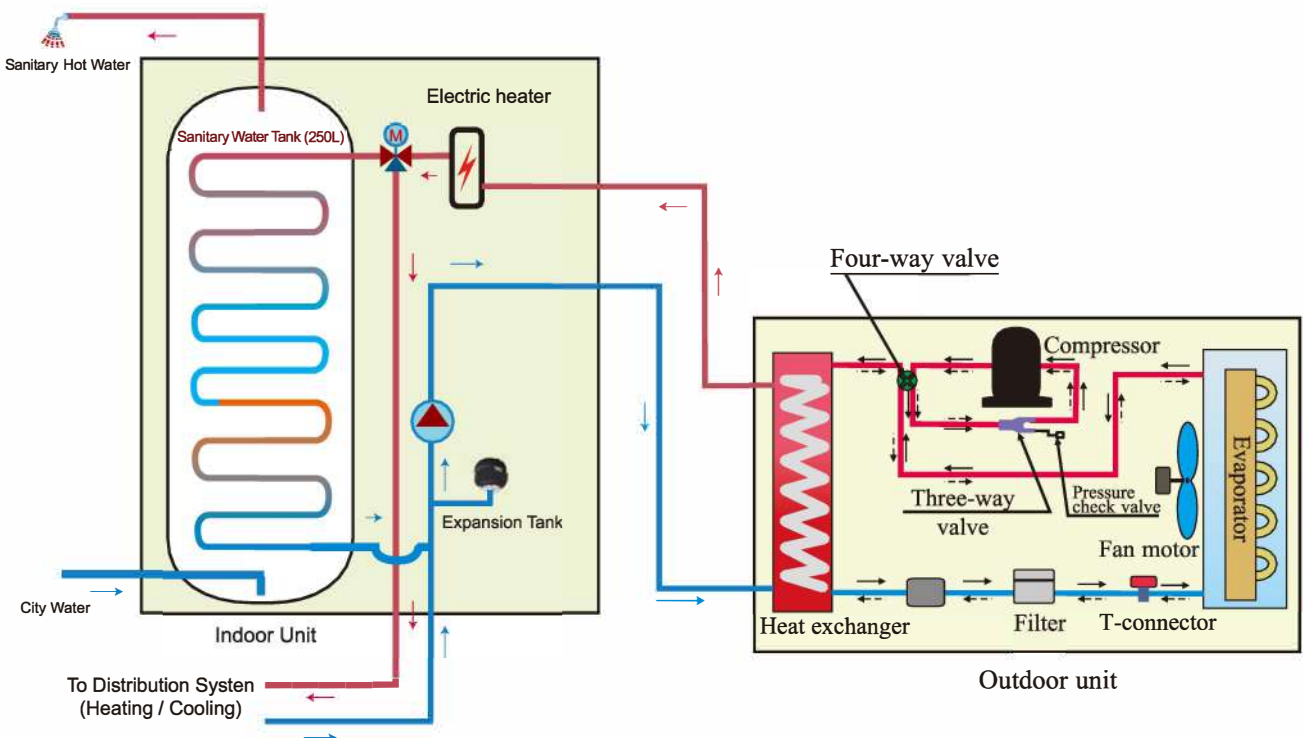 Sanitary Hot Water
Electric heater
Sanitary Water Tank (250L)
M
Four-way valve
Compressor
Evaporator
Three-way
valve
Pressure
check valve
Expansion Tank
Fan motor
City Water
Indoor Unit
Heat exchanger
Filter
T-connector
To Distribution Systen
(Heating / Cooling)
Outdoor unit